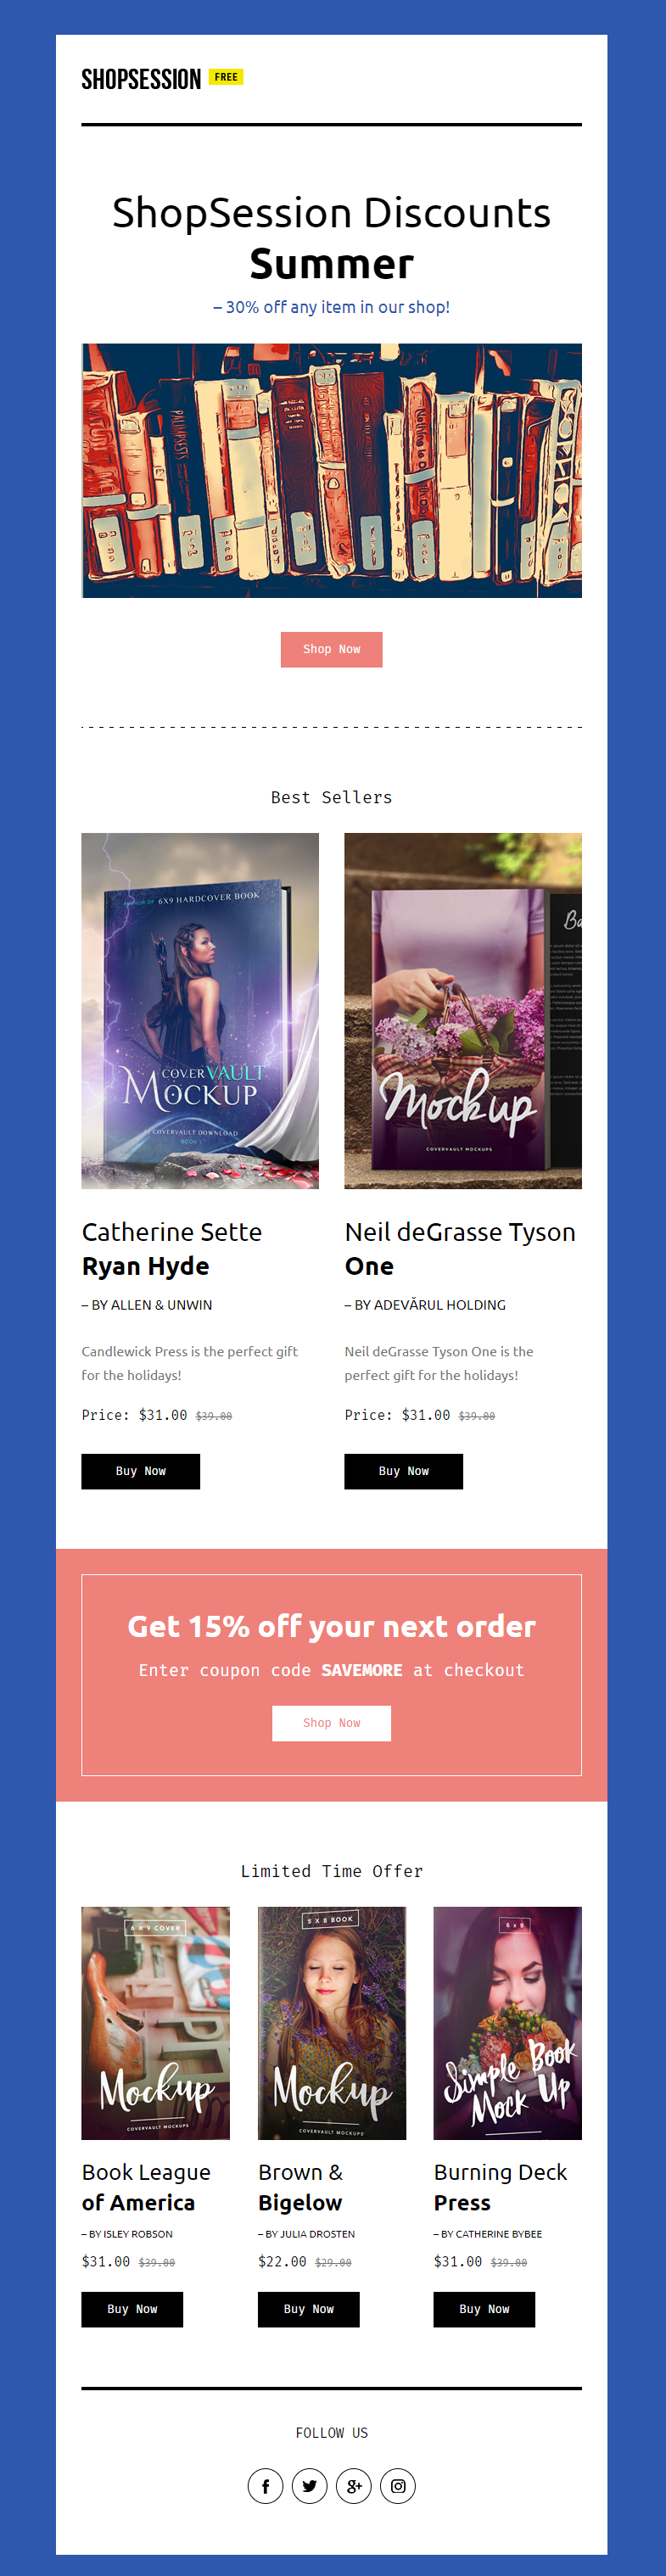 SHOPSESSION FREE
ShopSession Discounts
Summer
– 30% off any item in our shop!
Shop Now
Best Sellers
AUTHOR OF 6X9 HARDCOVER BOOK
COVERVAULT
MOCKUP
COVERVAULT DOWNLOAD
BOOK 1
Mockup
COVERVAULT MOCKUPS
Catherine Sette
Ryan Hyde
– BY ALLEN & UNWIN
Candlewick Press is the perfect gift
for the holidays!
Price: $31.00 $39.00
Buy Now
Neil deGrasse Tyson
One
– BY ADEVĂRUL HOLDING
Neil deGrasse Tyson One is the
perfect gift for the holidays!
Price: $31.00 $39.00
Buy Now
Get 15% off your next order
Enter coupon code SAVEMORE at checkout
Shop Now
Limited Time Offer
6 X 9 COVER
Mockup
COVERVAULT MOCKUPS
5 X 8 BOOK
Mockup
COVERVAULT MOCKUPS
6 x 9
Simple Book
Mock Up
Book League
of America
– BY ISLEY ROBSON
$31.00 $39.00
Buy Now
Brown &
Bigelow
– BY JULIA DROSTEN
$22.00 $29.00
Buy Now
Burning Deck
Press
– BY CATHERINE BYBEE
$31.00 $39.00
Buy Now
FOLLOW US